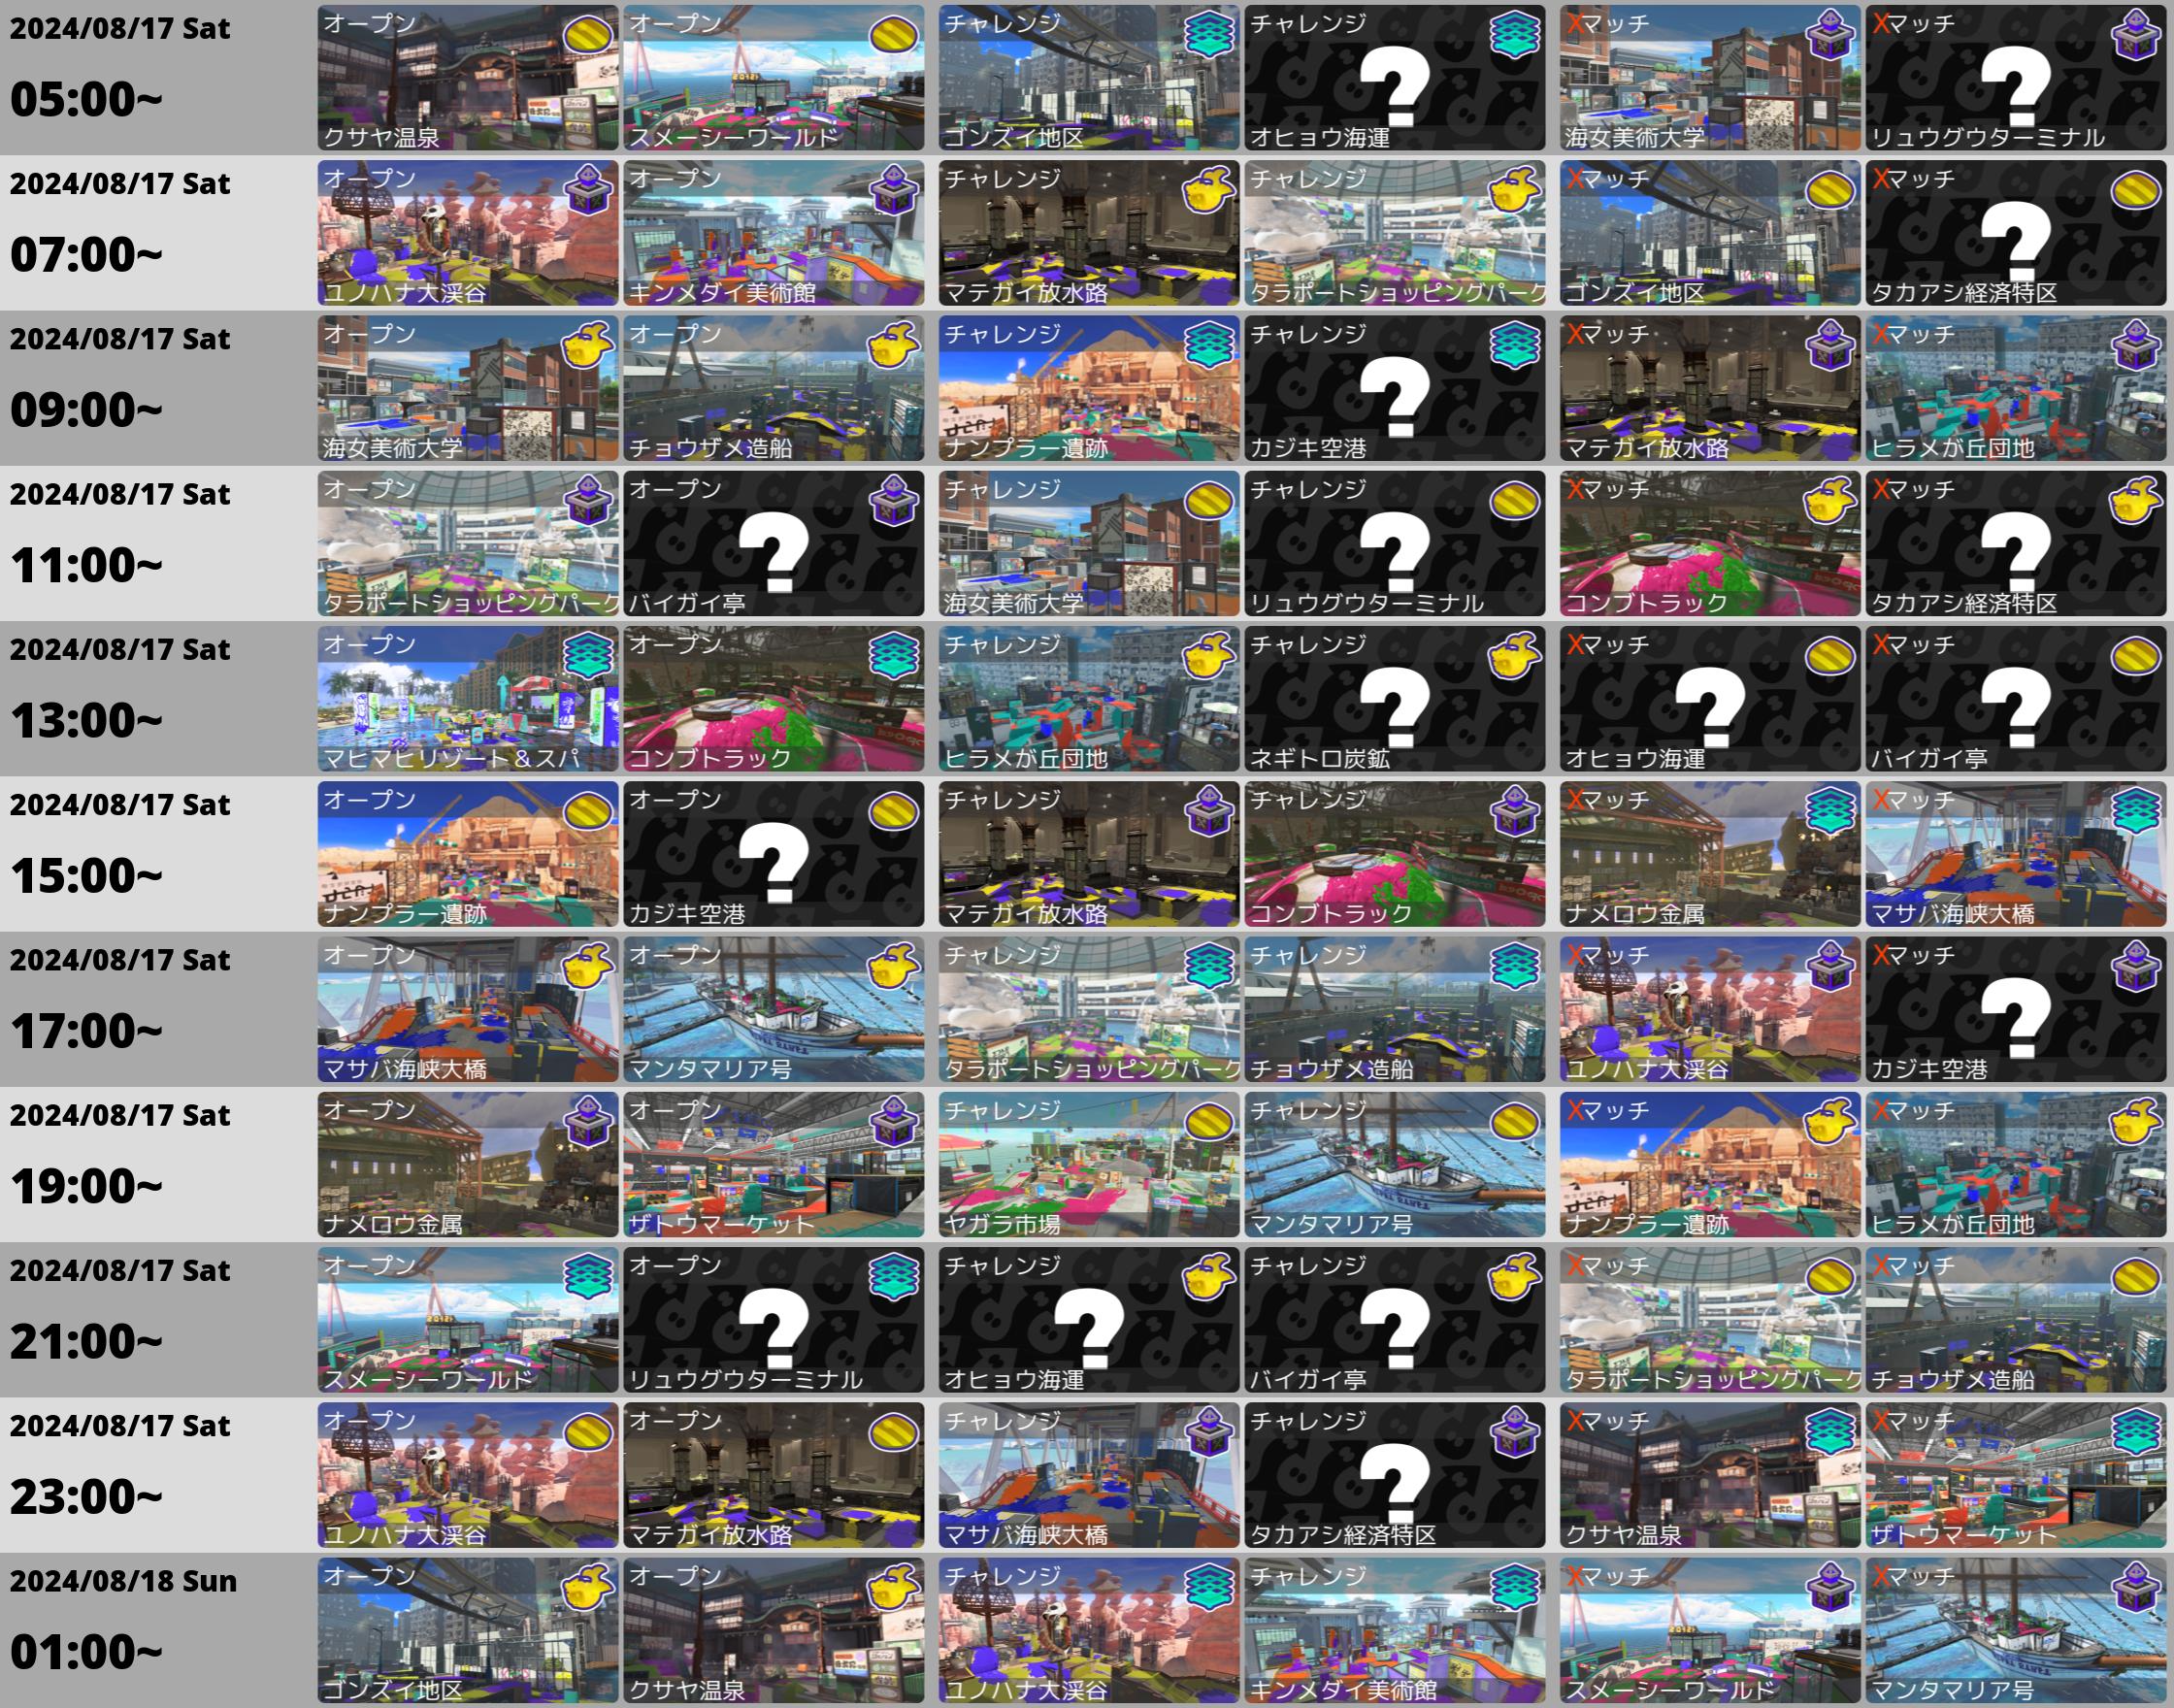 2024/08/17 Sat
05:00~
オープン
クサヤ温泉
オープン
スメーシーワールド
チャレンジ
ゴンズイ地区
チャレンジ
オヒョウ海運
Xマッチ
海女美術大学
Xマッチ
リュウグウターミナル
2024/08/17 Sat
07:00~
オープン
ユノハナ大渓谷
オープン
キンメダイ美術館
チャレンジ
マテガイ放水路
チャレンジ
タラポートショッピングパーク
Xマッチ
ゴンズイ地区
Xマッチ
タカアシ経済特区
2024/08/17 Sat
09:00~
オープン
海女美術大学
オープン
チョウザメ造船
チャレンジ
ナンプラー遺跡
チャレンジ
カジキ空港
Xマッチ
マテガイ放水路
Xマッチ
ヒラメが丘団地
2024/08/17 Sat
11:00~
オープン
タラポートショッピングパーク
オープン
バイガイ亭
チャレンジ
海女美術大学
チャレンジ
リュウグウターミナル
Xマッチ
コンブトラック
Xマッチ
タカアシ経済特区
2024/08/17 Sat
13:00~
オープン
マヒマヒリゾート＆スパ
オープン
コンブトラック
チャレンジ
ヒラメが丘団地
チャレンジ
ネギトロ炭鉱
Xマッチ
オヒョウ海運
Xマッチ
バイガイ亭
2024/08/17 Sat
15:00~
オープン
ナンプラー遺跡
オープン
カジキ空港
チャレンジ
マテガイ放水路
チャレンジ
コンブトラック
Xマッチ
ナメロウ金属
Xマッチ
マサバ海峡大橋
2024/08/17 Sat
17:00~
オープン
マサバ海峡大橋
オープン
マンタマリア号
チャレンジ
タラポートショッピングパーク
チャレンジ
チョウザメ造船
Xマッチ
ユノハナ大渓谷
Xマッチ
カジキ空港
2024/08/17 Sat
19:00~
オープン
ナメロウ金属
オープン
ザトウマーケット
チャレンジ
ヤガラ市場
チャレンジ
マンタマリア号
Xマッチ
ナンプラー遺跡
Xマッチ
ヒラメが丘団地
2024/08/17 Sat
21:00~
オープン
スメーシーワールド
オープン
リュウグウターミナル
チャレンジ
オヒョウ海運
チャレンジ
バイガイ亭
Xマッチ
タラポートショッピングパーク
Xマッチ
チョウザメ造船
2024/08/17 Sat
23:00~
オープン
ユノハナ大渓谷
オープン
マテガイ放水路
チャレンジ
マサバ海峡大橋
チャレンジ
タカアシ経済特区
Xマッチ
クサヤ温泉
Xマッチ
ザトウマーケット
2024/08/18 Sun
01:00~
オープン
ゴンズイ地区
オープン
クサヤ温泉
チャレンジ
ユノハナ大渓谷
チャレンジ
キンメダイ美術館
Xマッチ
スメーシーワールド
Xマッチ
マンタマリア号